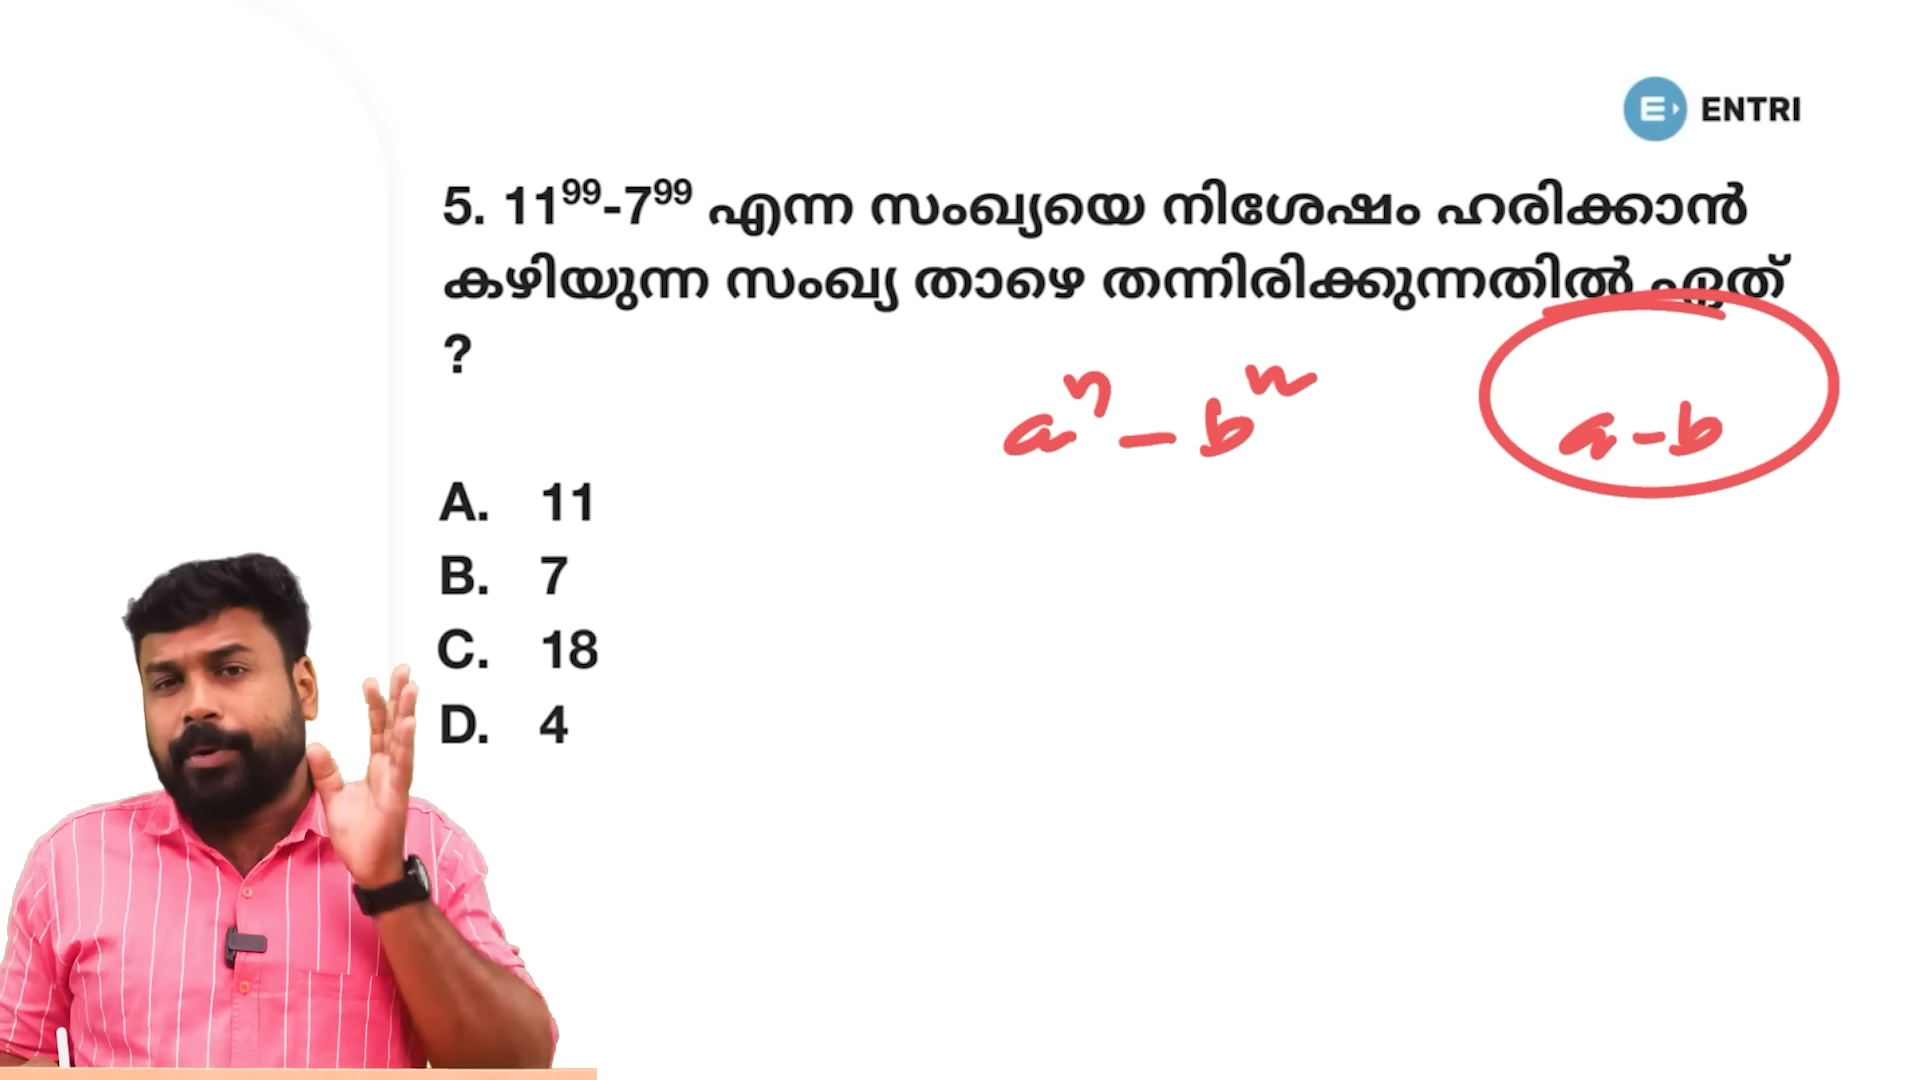 ENTRI
5. 11⁹⁹-7⁹⁹ എന്ന സംഖ്യയെ നിശേഷം ഹരിക്കാൻ
കഴിയുന്ന സംഖ്യ താഴെ തന്നിരിക്കുന്നതിൽ ഏത്
?
aⁿ - bⁿ
a - b
A. 11
B. 7
C. 18
D. 4